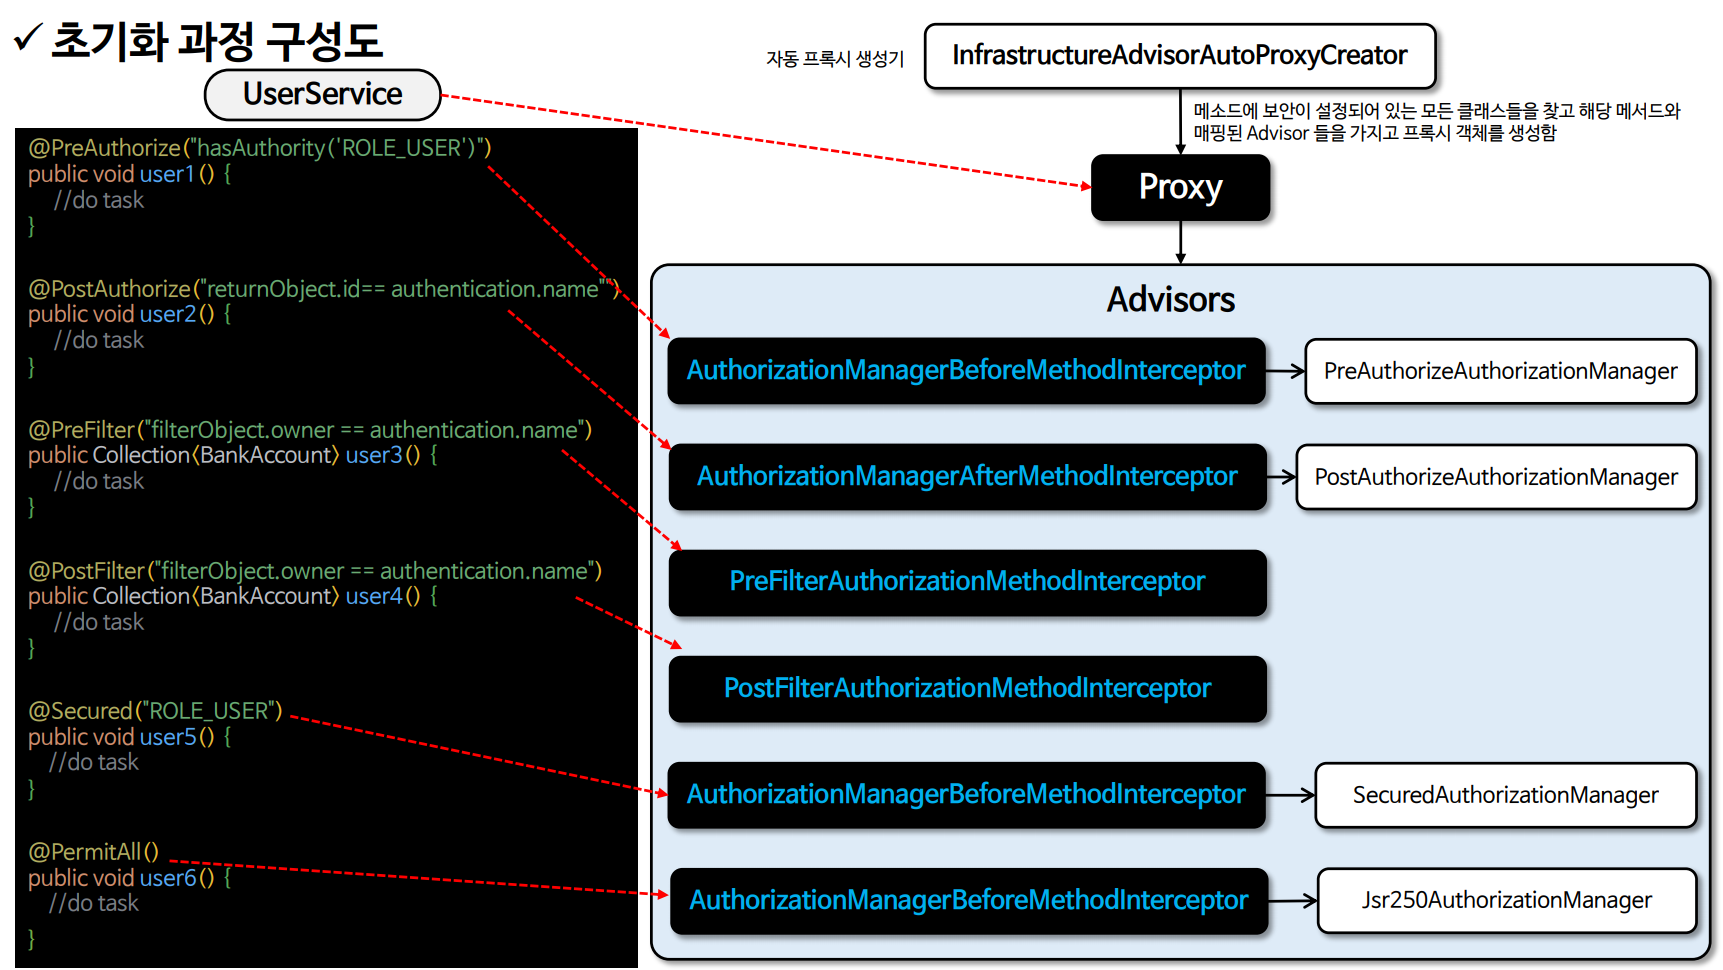 ✓ 초기화 과정 구성도
UserService
@PreAuthorize("hasAuthority('ROLE_USER')")
public void user1() {
//do task
}
@PostAuthorize("returnObject.id== authentication.name"")
public void user2() {
//do task
}
@PreFilter("filterObject.owner == authentication.name")
public Collection<BankAccount> user3() {
//do task
}
@PostFilter("filterObject.owner == authentication.name")
public Collection<BankAccount> user4() {
//do task
}
@Secured("ROLE_USER")
public void user5() {
//do task
}
@PermitAll()
public void user6() {
//do task
}
자동 프록시 생성기
InfrastructureAdvisorAutoProxyCreator
메소드에 보안이 설정되어 있는 모든 클래스들을 찾고 해당 메서드와
매핑된 Advisor 들을 가지고 프록시 객체를 생성함
Proxy
Advisors
AuthorizationManagerBeforeMethodInterceptor
PreAuthorizeAuthorizationManager
AuthorizationManagerAfterMethodInterceptor
PostAuthorizeAuthorizationManager
PreFilterAuthorizationMethodInterceptor
PostFilterAuthorizationMethodInterceptor
AuthorizationManagerBeforeMethodInterceptor
SecuredAuthorizationManager
AuthorizationManagerBeforeMethodInterceptor
Jsr250AuthorizationManager